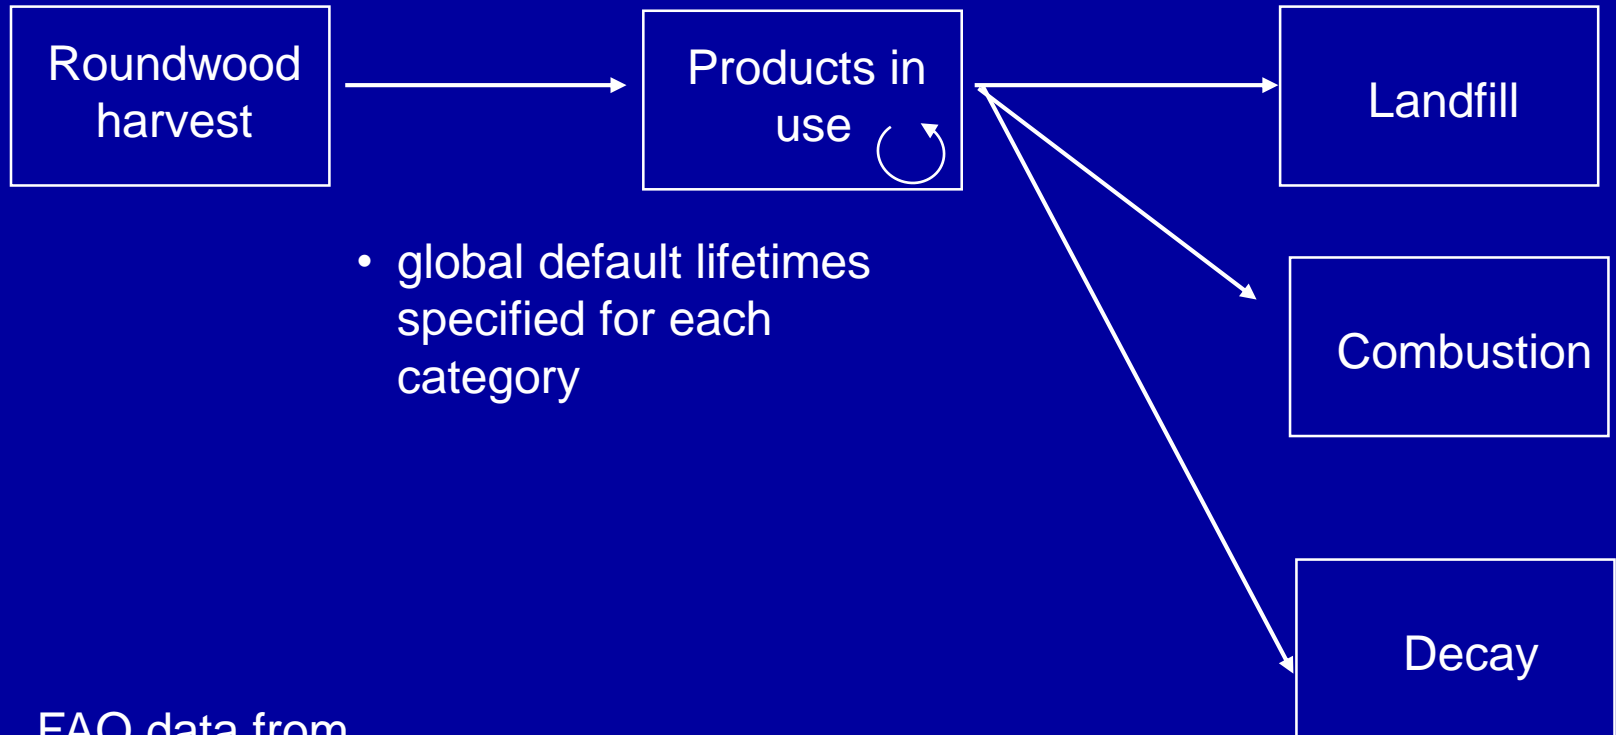 Roundwood
harvest
Products in
use
Landfill
• global default lifetimes
specified for each
category
Combustion
Decay
FAO data from